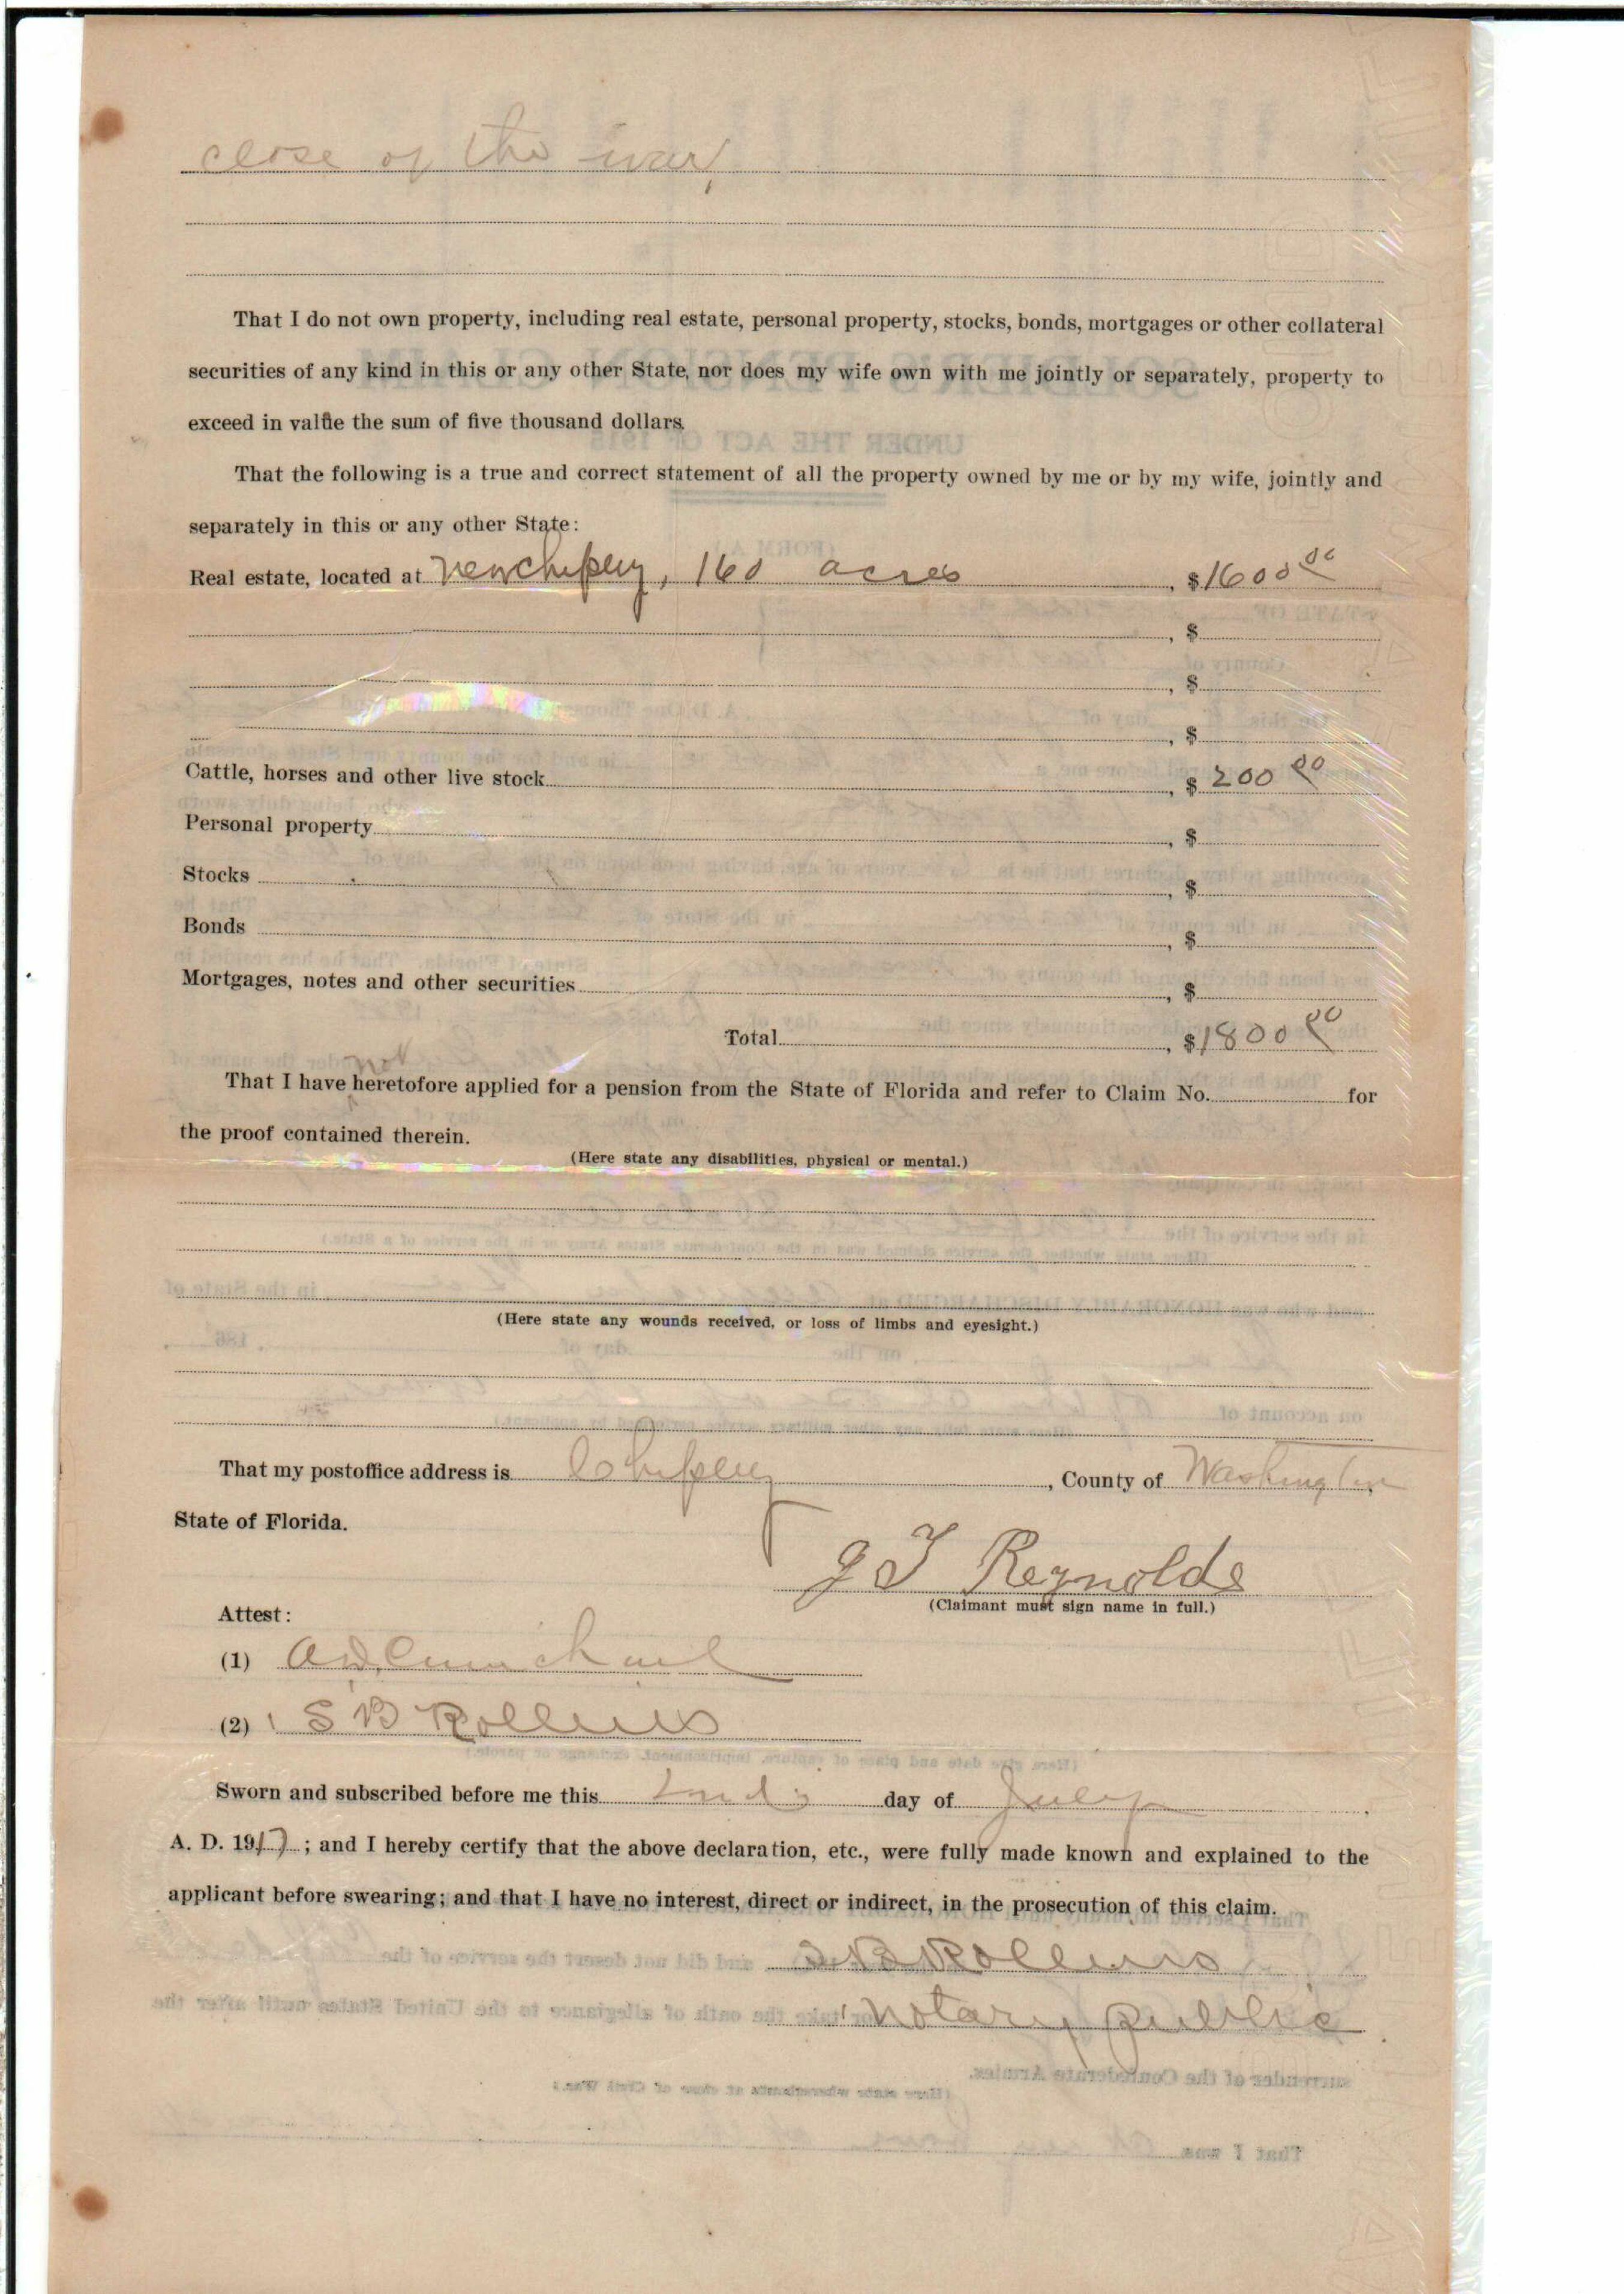 close of the war,
That I do not own property, including real estate, personal property, stocks, bonds, mortgages or other collateral
securities of any kind in this or any other State, nor does my wife own with me jointly or separately, property to
exceed in value the sum of five thousand dollars.
That the following is a true and correct statement of all the property owned by me or by my wife, jointly and
separately in this or any other State:
Real estate, located at near Chipley, 160 acres, $1600 00
, $
, $
, $
Cattle, horses and other live stock, $ 200 00
Personal property, $
Stocks, $
Bonds, $
Mortgages, notes and other securities, $
Total, $1800 00
not
That I have heretofore applied for a pension from the State of Florida and refer to Claim No. for
the proof contained therein.
(Here state any disabilities, physical or mental.)
(Here state any wounds received, or loss of limbs and eyesight.)
That my postoffice address is Chipley, County of Washington,
State of Florida.
J T Reynolds
(Claimant must sign name in full.)
Attest:
(1)
(2) S B Rollins
Sworn and subscribed before me this 2nd day of July,
A. D. 1917; and I hereby certify that the above declaration, etc., were fully made known and explained to the
applicant before swearing; and that I have no interest, direct or indirect, in the prosecution of this claim.
S B Rollins
Notary Public